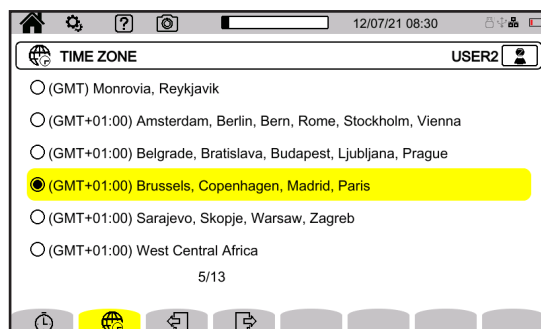 12/07/21 08:30
TIME ZONE
USER2
(GMT) Monrovia, Reykjavik
(GMT+01:00) Amsterdam, Berlin, Bern, Rome, Stockholm, Vienna
(GMT+01:00) Belgrade, Bratislava, Budapest, Ljubljana, Prague
(GMT+01:00) Brussels, Copenhagen, Madrid, Paris
(GMT+01:00) Sarajevo, Skopje, Warsaw, Zagreb
(GMT+01:00) West Central Africa
5/13